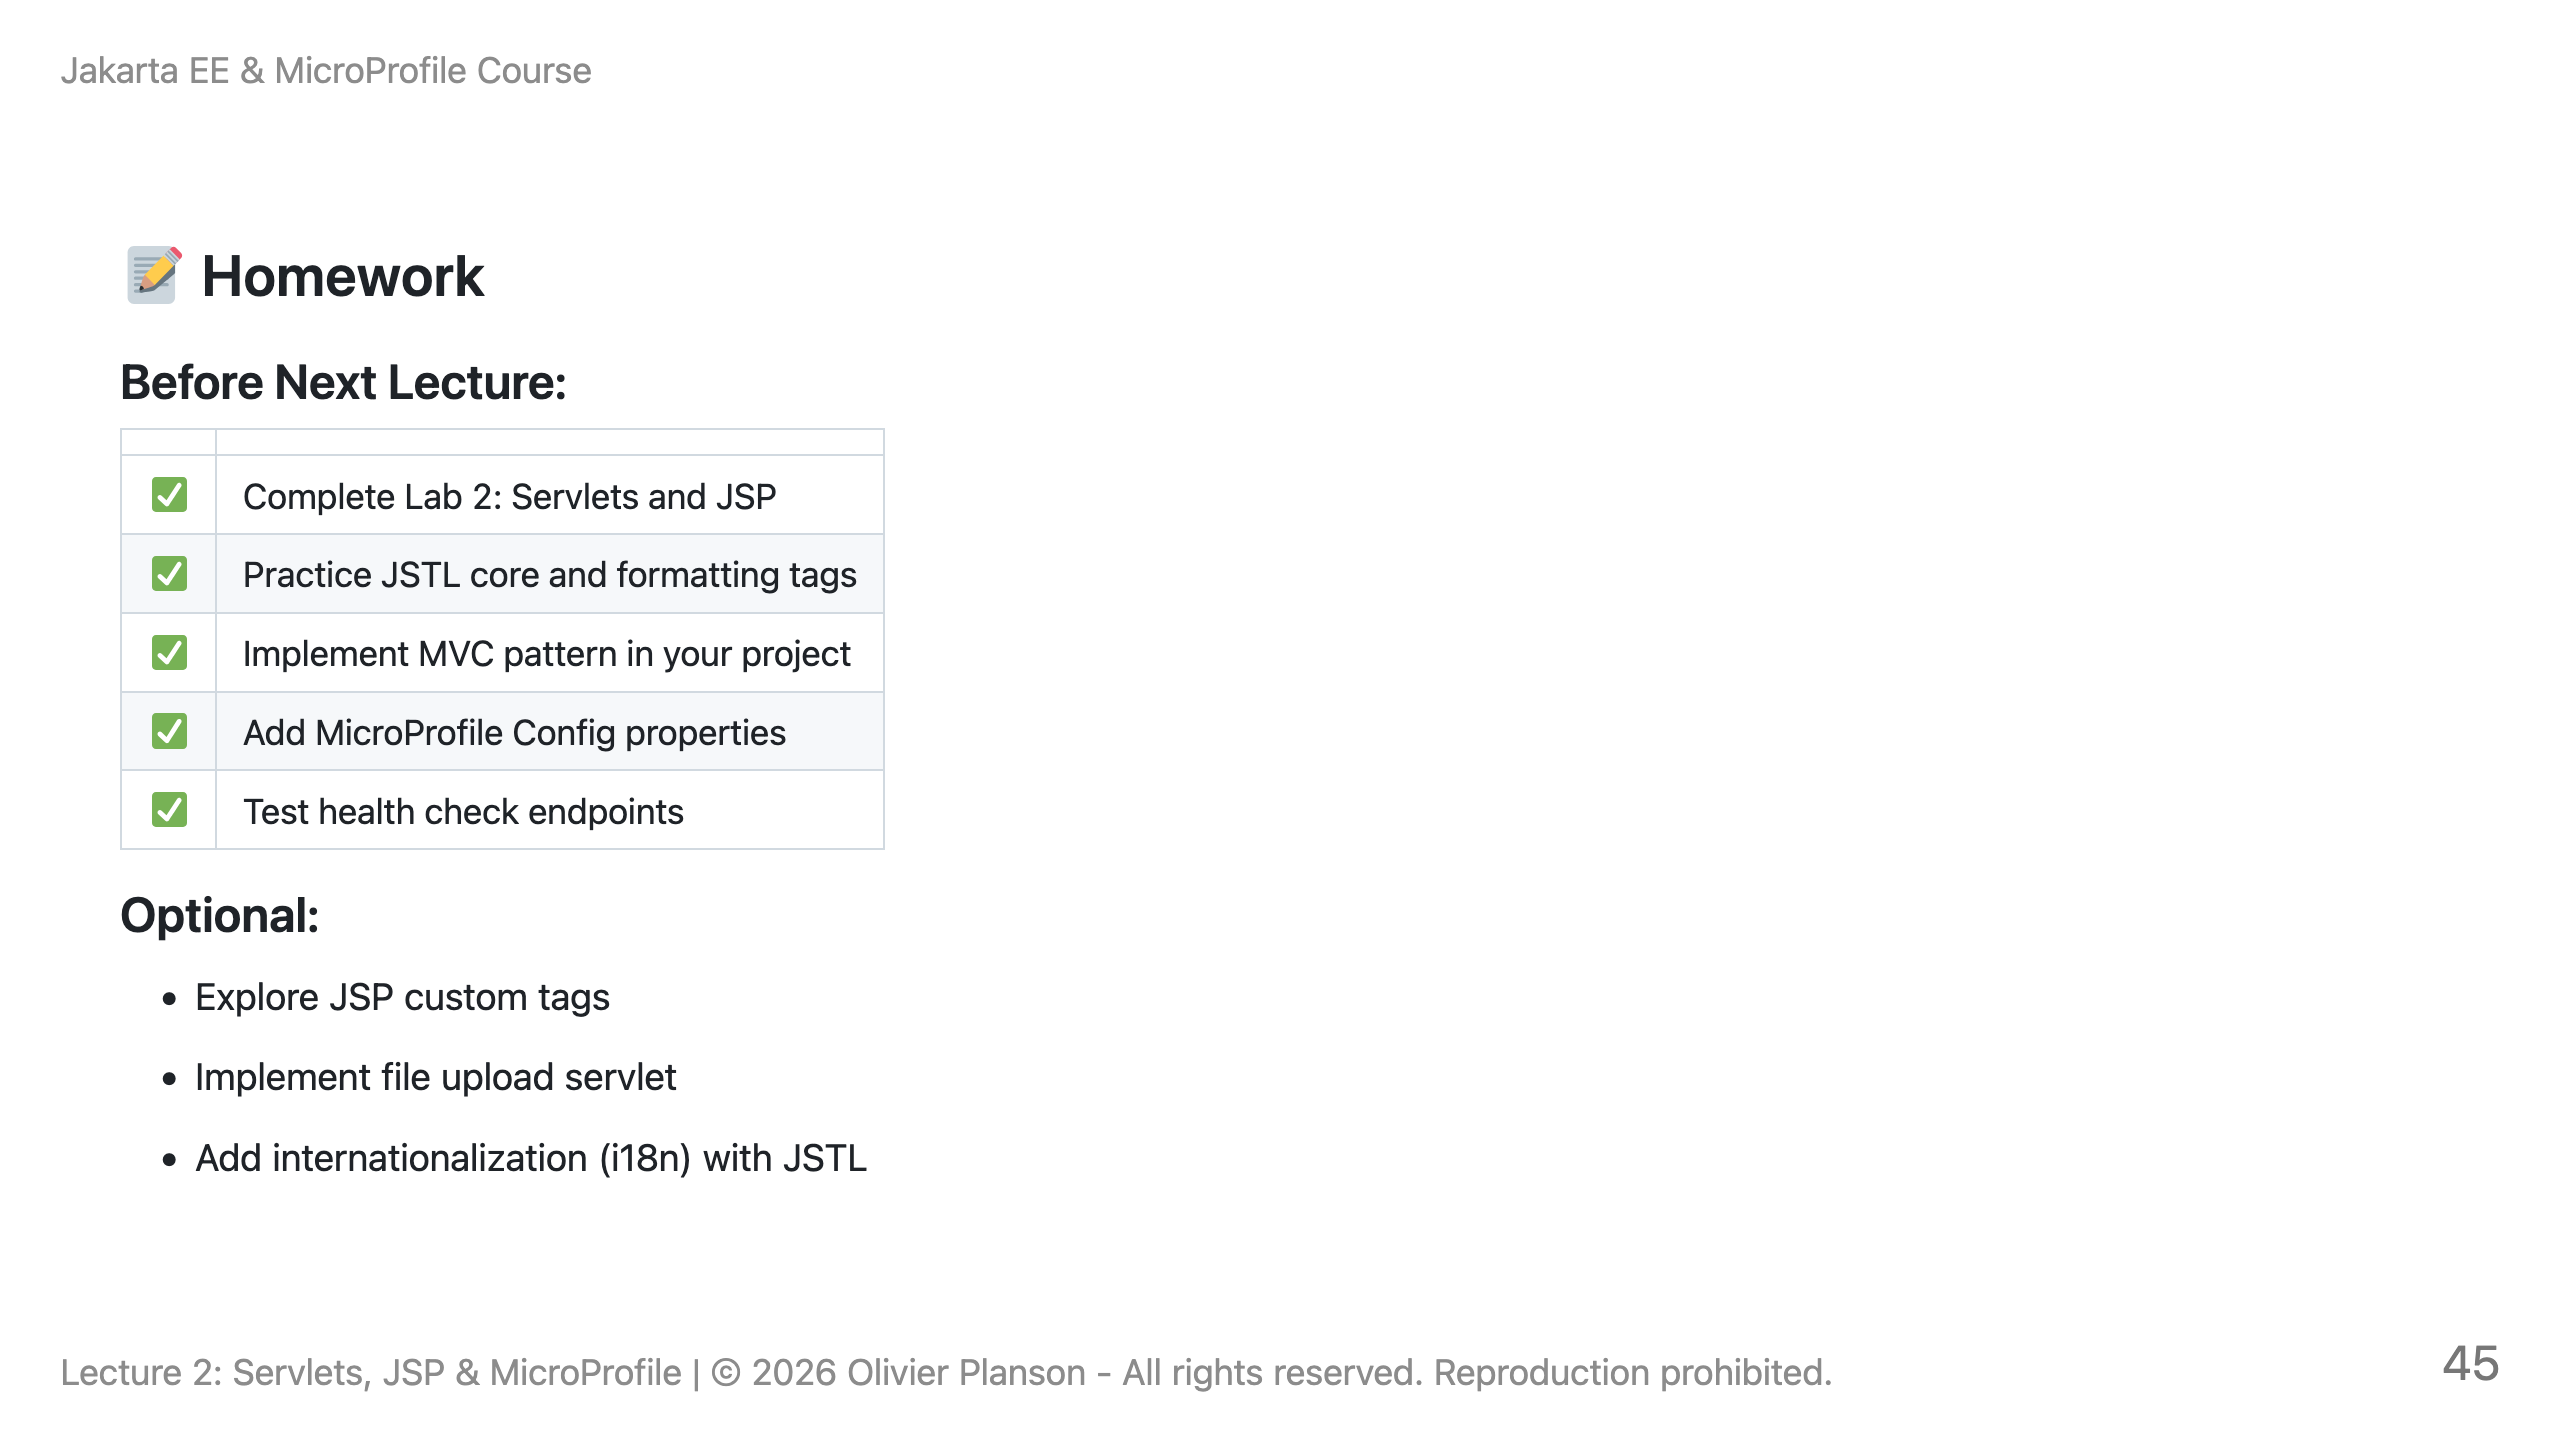 Jakarta EE & MicroProfile Course
📝 Homework
Before Next Lecture:
✅ Complete Lab 2: Servlets and JSP
✅ Practice JSTL core and formatting tags
✅ Implement MVC pattern in your project
✅ Add MicroProfile Config properties
✅ Test health check endpoints
Optional:
• Explore JSP custom tags
• Implement file upload servlet
• Add internationalization (i18n) with JSTL
Lecture 2: Servlets, JSP & MicroProfile | © 2026 Olivier Planson - All rights reserved. Reproduction prohibited.
45